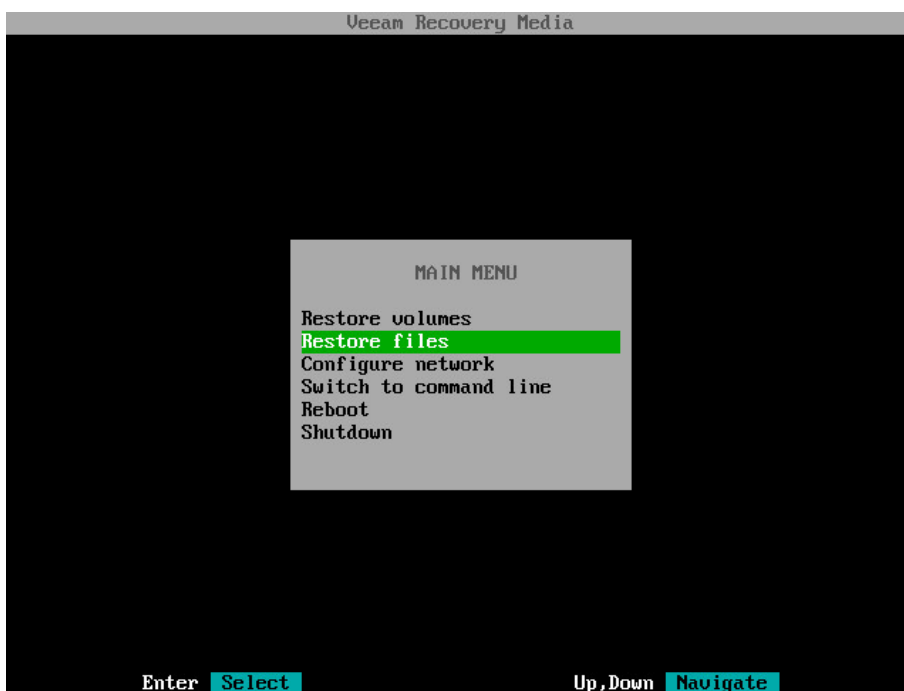 Veeam Recovery Media
MAIN MENU
Restore volumes
Restore files
Configure network
Switch to command line
Reboot
Shutdown
Enter Select Up,Down Navigate